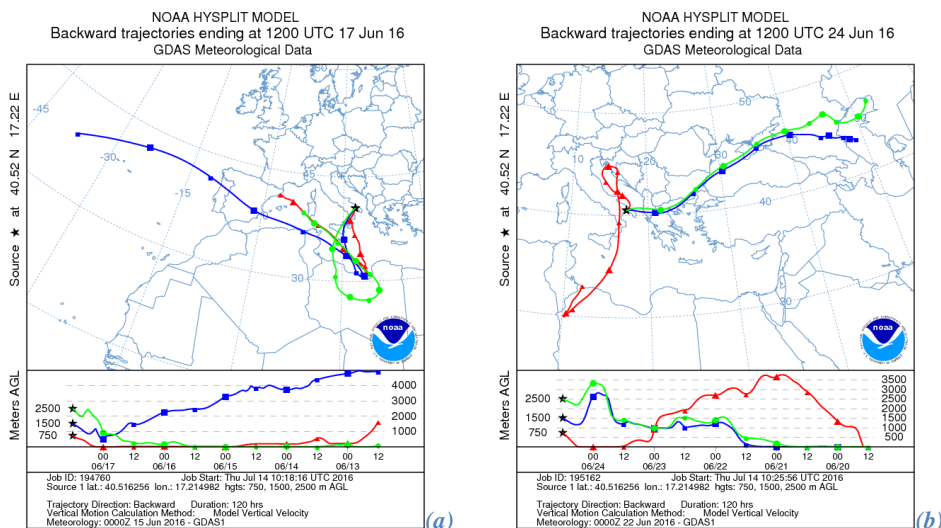 NOAA HYSPLIT MODEL
Backward trajectories ending at 1200 UTC 17 Jun 16
GDAS Meteorological Data
Source ★ at 40.52 N 17.22 E
-45
-30
-15
15
30
45
30
noaa
Meters AGL
2500
1500
750
4000
3000
2000
1000
00 12 00 12 00 12 00 12 00 12
06/17 06/16 06/15 06/14 06/13
Job ID: 194760 Job Start: Thu Jul 14 10:18:16 UTC 2016
Source 1 lat.: 40.516256 lon.: 17.214982 hgts: 750, 1500, 2500 m AGL
Trajectory Direction: Backward Duration: 120 hrs
Vertical Motion Calculation Method: Model Vertical Velocity
Meteorology: 0000Z 15 Jun 2016 - GDAS1
(a)
NOAA HYSPLIT MODEL
Backward trajectories ending at 1200 UTC 24 Jun 16
GDAS Meteorological Data
Source ★ at 40.52 N 17.22 E
50
40
10
20
30
40
noaa
Meters AGL
2500
1500
750
3500
3000
2500
2000
1500
1000
500
00 12 00 12 00 12 00 12 00 12
06/24 06/23 06/22 06/21 06/20
Job ID: 195162 Job Start: Thu Jul 14 10:25:56 UTC 2016
Source 1 lat.: 40.516256 lon.: 17.214982 hgts: 750, 1500, 2500 m AGL
Trajectory Direction: Backward Duration: 120 hrs
Vertical Motion Calculation Method: Model Vertical Velocity
Meteorology: 0000Z 22 Jun 2016 - GDAS1
(b)